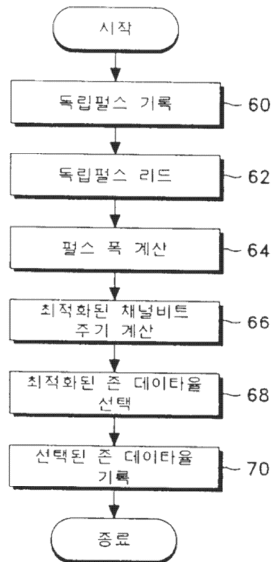 시작
독립펄스 기록
60
독립펄스 리드
62
펄스 폭 계산
64
최적화된 채널비트
주기 계산
66
최적화된 존 데이타율
선택
68
선택된 존 데이타율
기록
70
종료